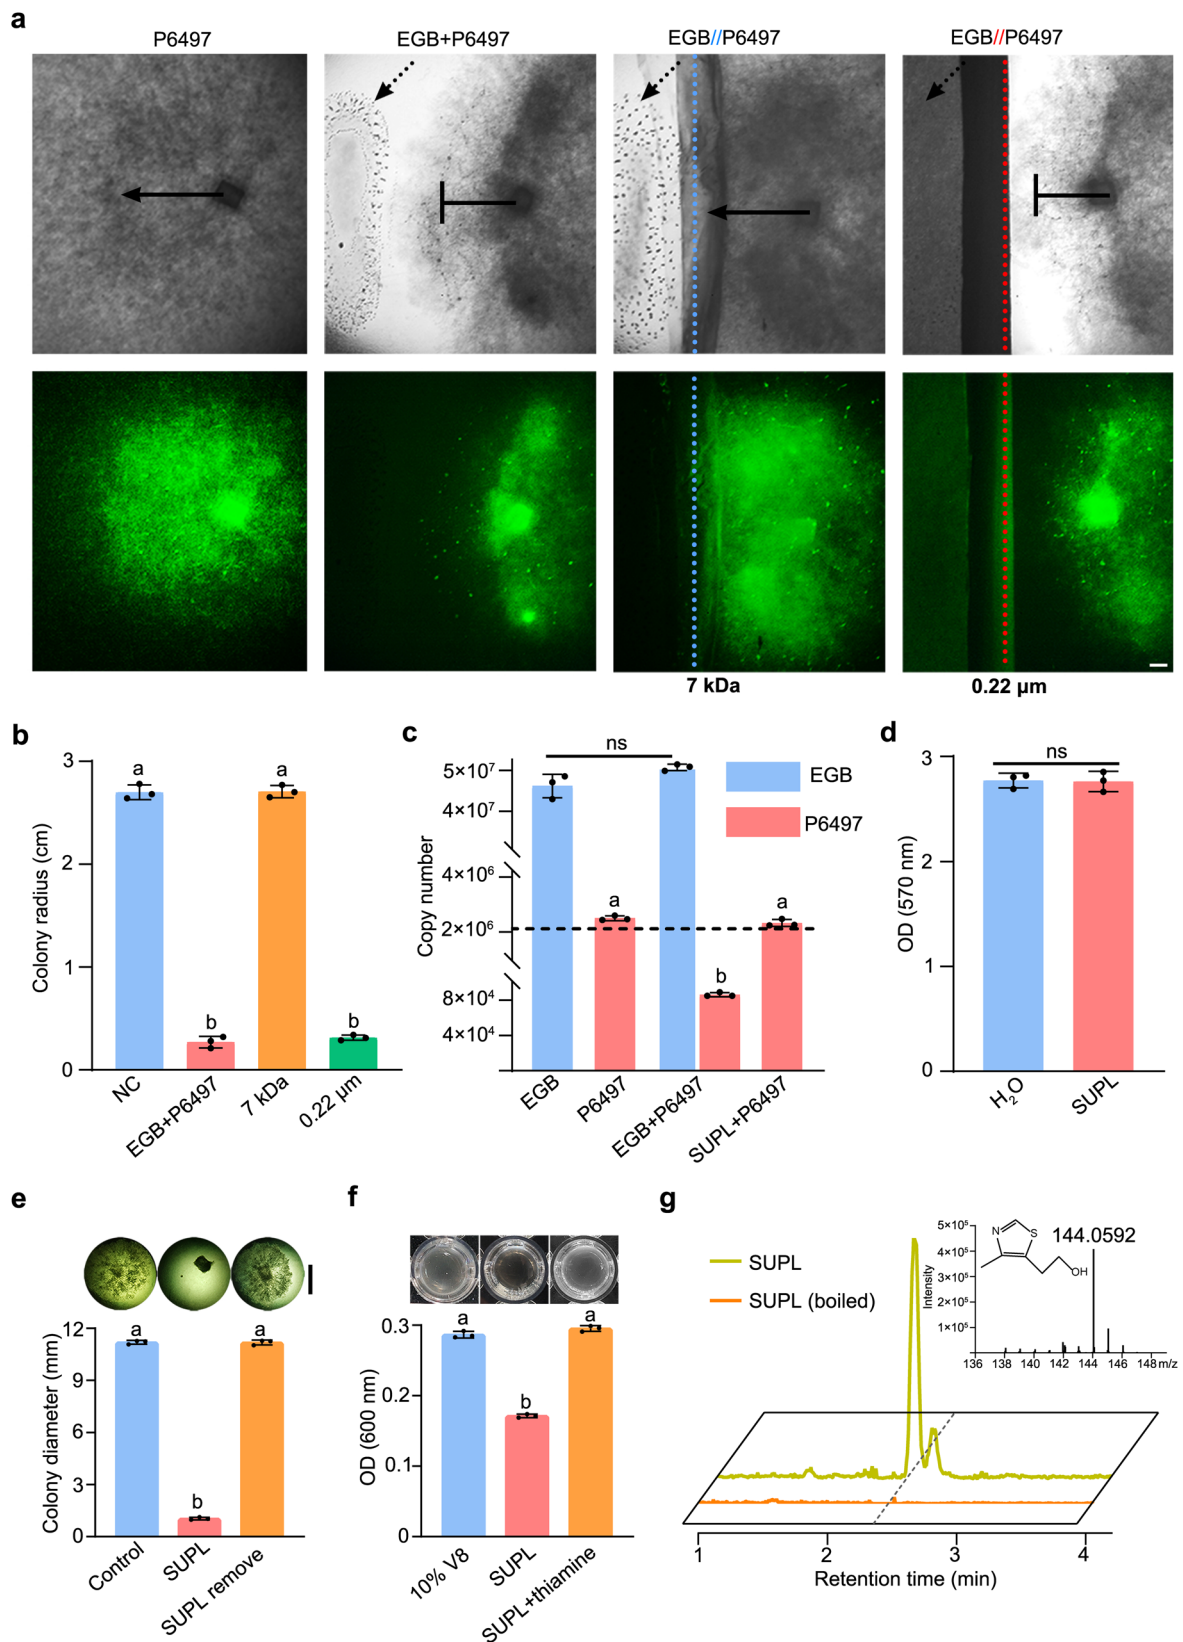 a
P6497
EGB+P6497
EGB//P6497
EGB//P6497
7 kDa
0.22 µm
b
Colony radius (cm)
3
2
1
0
a
b
a
b
NC
EGB+P6497
7 kDa
0.22 µm
c
Copy number
5×10⁷
4×10⁷
4×10⁶
2×10⁶
8×10⁴
4×10⁴
ns
a
b
a
EGB
P6497
EGB
P6497
EGB+P6497
SUPL+P6497
d
OD (570 nm)
3
2
1
0
ns
H₂O
SUPL
e
Colony diameter (mm)
12
9
6
3
0
a
b
a
Control
SUPL
SUPL remove
f
OD (600 nm)
0.3
0.2
0.1
0
a
b
a
10% V8
SUPL
SUPL+thiamine
g
SUPL
SUPL (boiled)
Intensity
5×10⁵
4×10⁵
3×10⁵
2×10⁵
1×10⁵
144.0592
N
S
OH
136 138 140 142 144 146 148 m/z
1 2 3 4
Retention time (min)